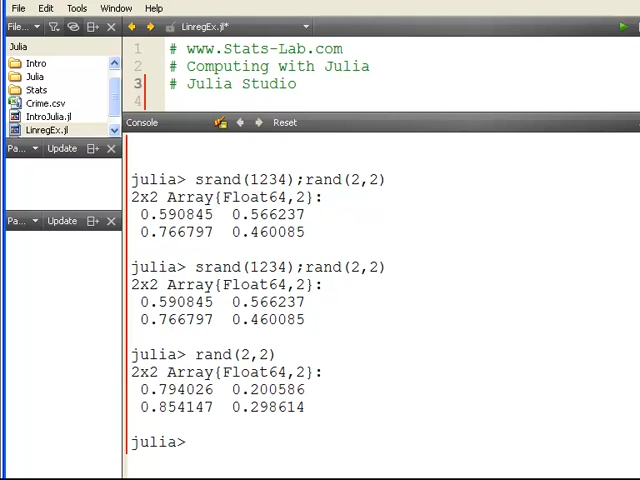 File Edit Tools Window Help
File... LinregEx.jl*
Julia
Intro
Julia
Stats
Crime.csv
IntroJulia.jl
LinregEx.jl
Pa... Update
Pa... Update
1 # www.Stats-Lab.com
2 # Computing with Julia
3 # Julia Studio
4
Console Reset
julia> srand(1234);rand(2,2)
2x2 Array{Float64,2}:
0.590845 0.566237
0.766797 0.460085
julia> srand(1234);rand(2,2)
2x2 Array{Float64,2}:
0.590845 0.566237
0.766797 0.460085
julia> rand(2,2)
2x2 Array{Float64,2}:
0.794026 0.200586
0.854147 0.298614
julia>